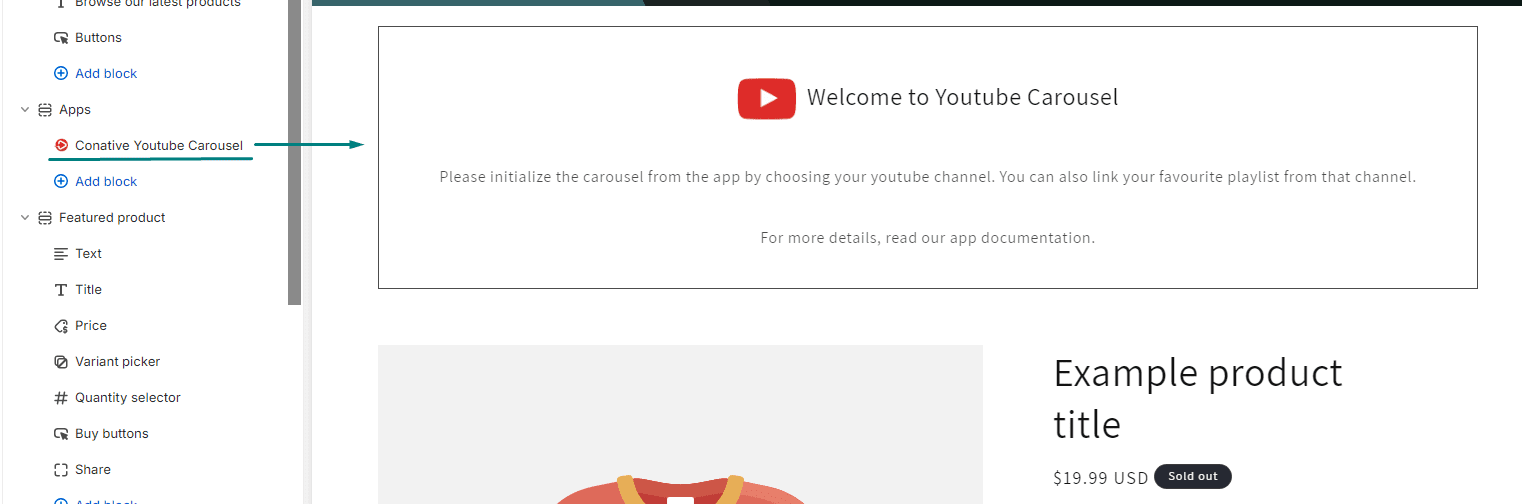 Browse our latest products
Buttons
Add block
Apps
Conative Youtube Carousel
Add block
Featured product
Text
Title
Price
Variant picker
Quantity selector
Buy buttons
Share
Add block
Welcome to Youtube Carousel
Please initialize the carousel from the app by choosing your youtube channel. You can also link your favourite playlist from that channel.
For more details, read our app documentation.
Example product
title
$19.99 USD Sold out